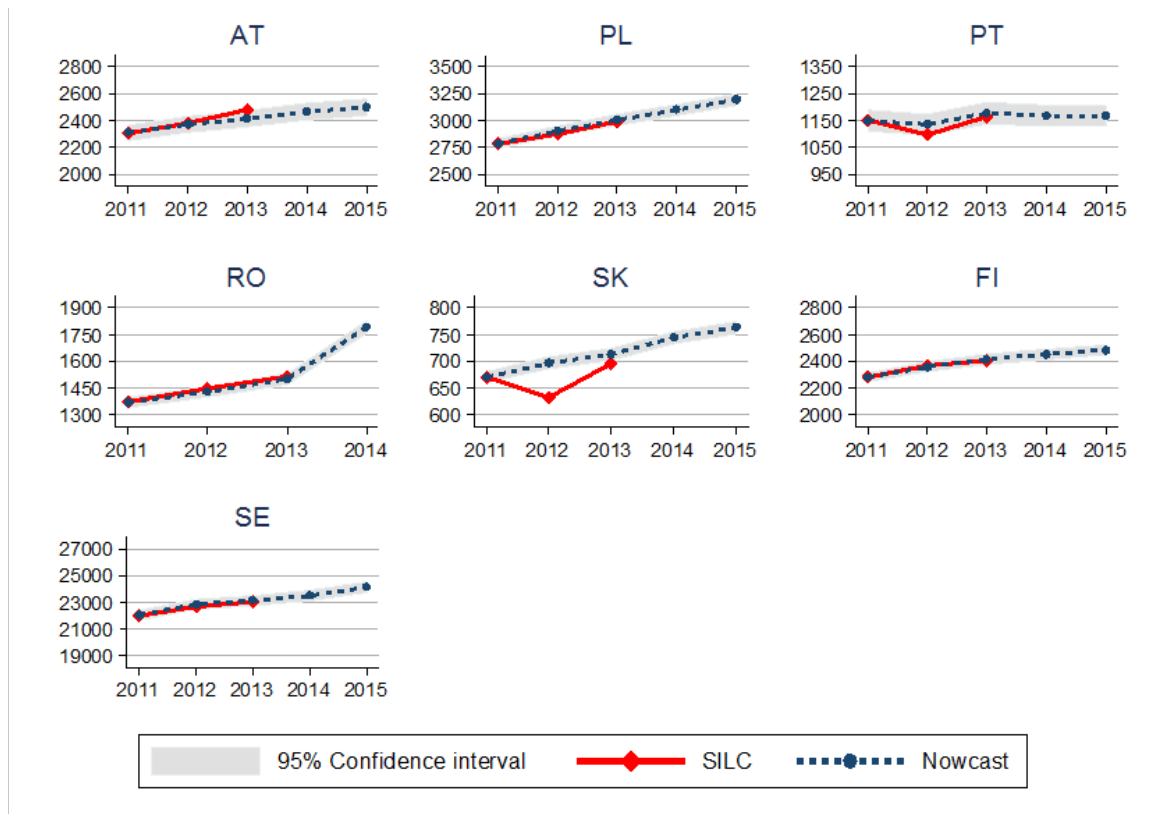 AT
2800
2600
2400
2200
2000
2011 2012 2013 2014 2015
PL
3500
3250
3000
2750
2500
2011 2012 2013 2014 2015
PT
1350
1250
1150
1050
950
2011 2012 2013 2014 2015
RO
1900
1750
1600
1450
1300
2011 2012 2013 2014
SK
800
750
700
650
600
2011 2012 2013 2014 2015
FI
2800
2600
2400
2200
2000
2011 2012 2013 2014 2015
SE
27000
25000
23000
21000
19000
2011 2012 2013 2014 2015
95% Confidence interval SILC Nowcast